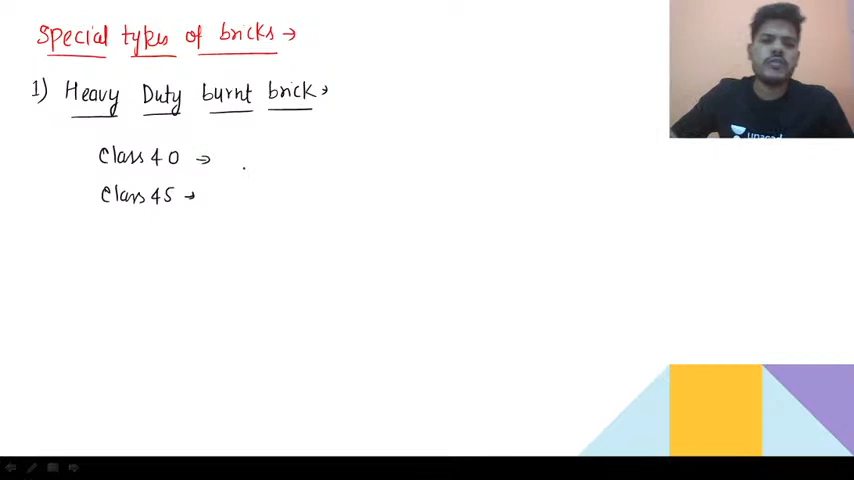 Special types of bricks →
1) Heavy Duty burnt brick →
Class 40 →
Class 45 →